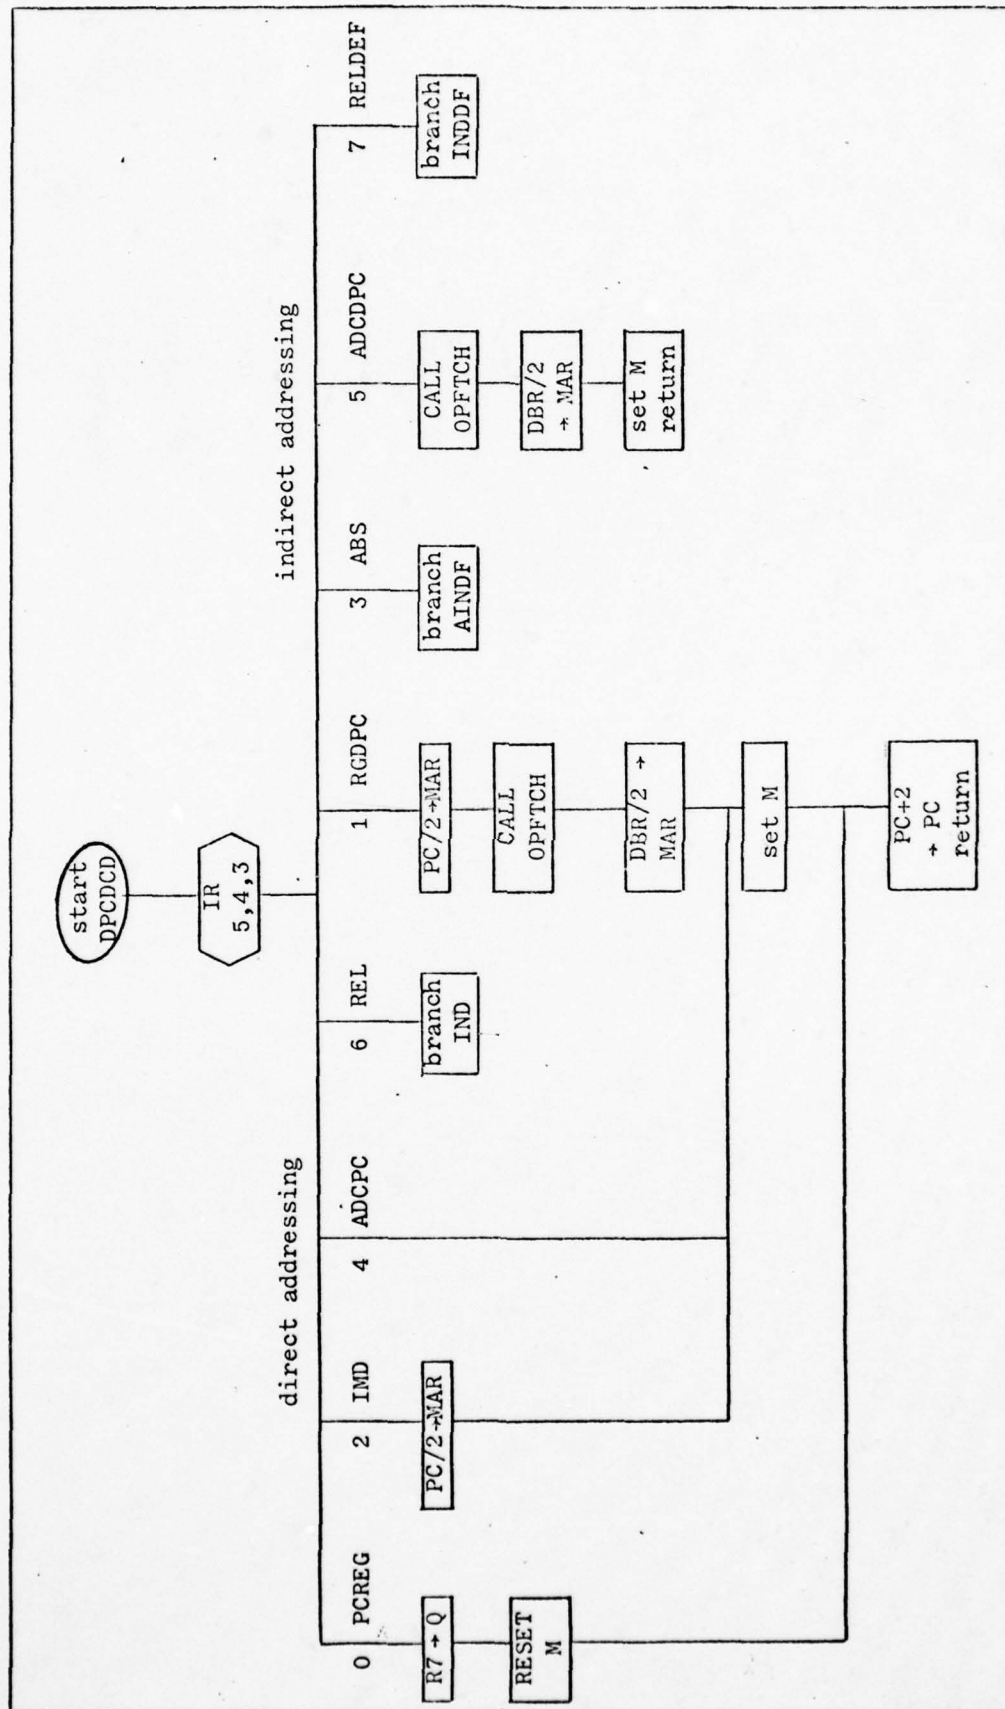 start
DPCDCD
IR
5,4,3
direct addressing
indirect addressing
0 PCREG
R7 → Q
RESET
M
2 IMD
PC/2→MAR
4 ADCPC
6 REL
branch
IND
1 RGDPC
PC/2→MAR
CALL
OPFTCH
DBR/2 →
MAR
set M
PC+2
→ PC
return
3 ABS
branch
AINDF
5 ADCDPC
CALL
OPFTCH
DBR/2
→ MAR
set M
return
7 RELDEF
branch
INDDF